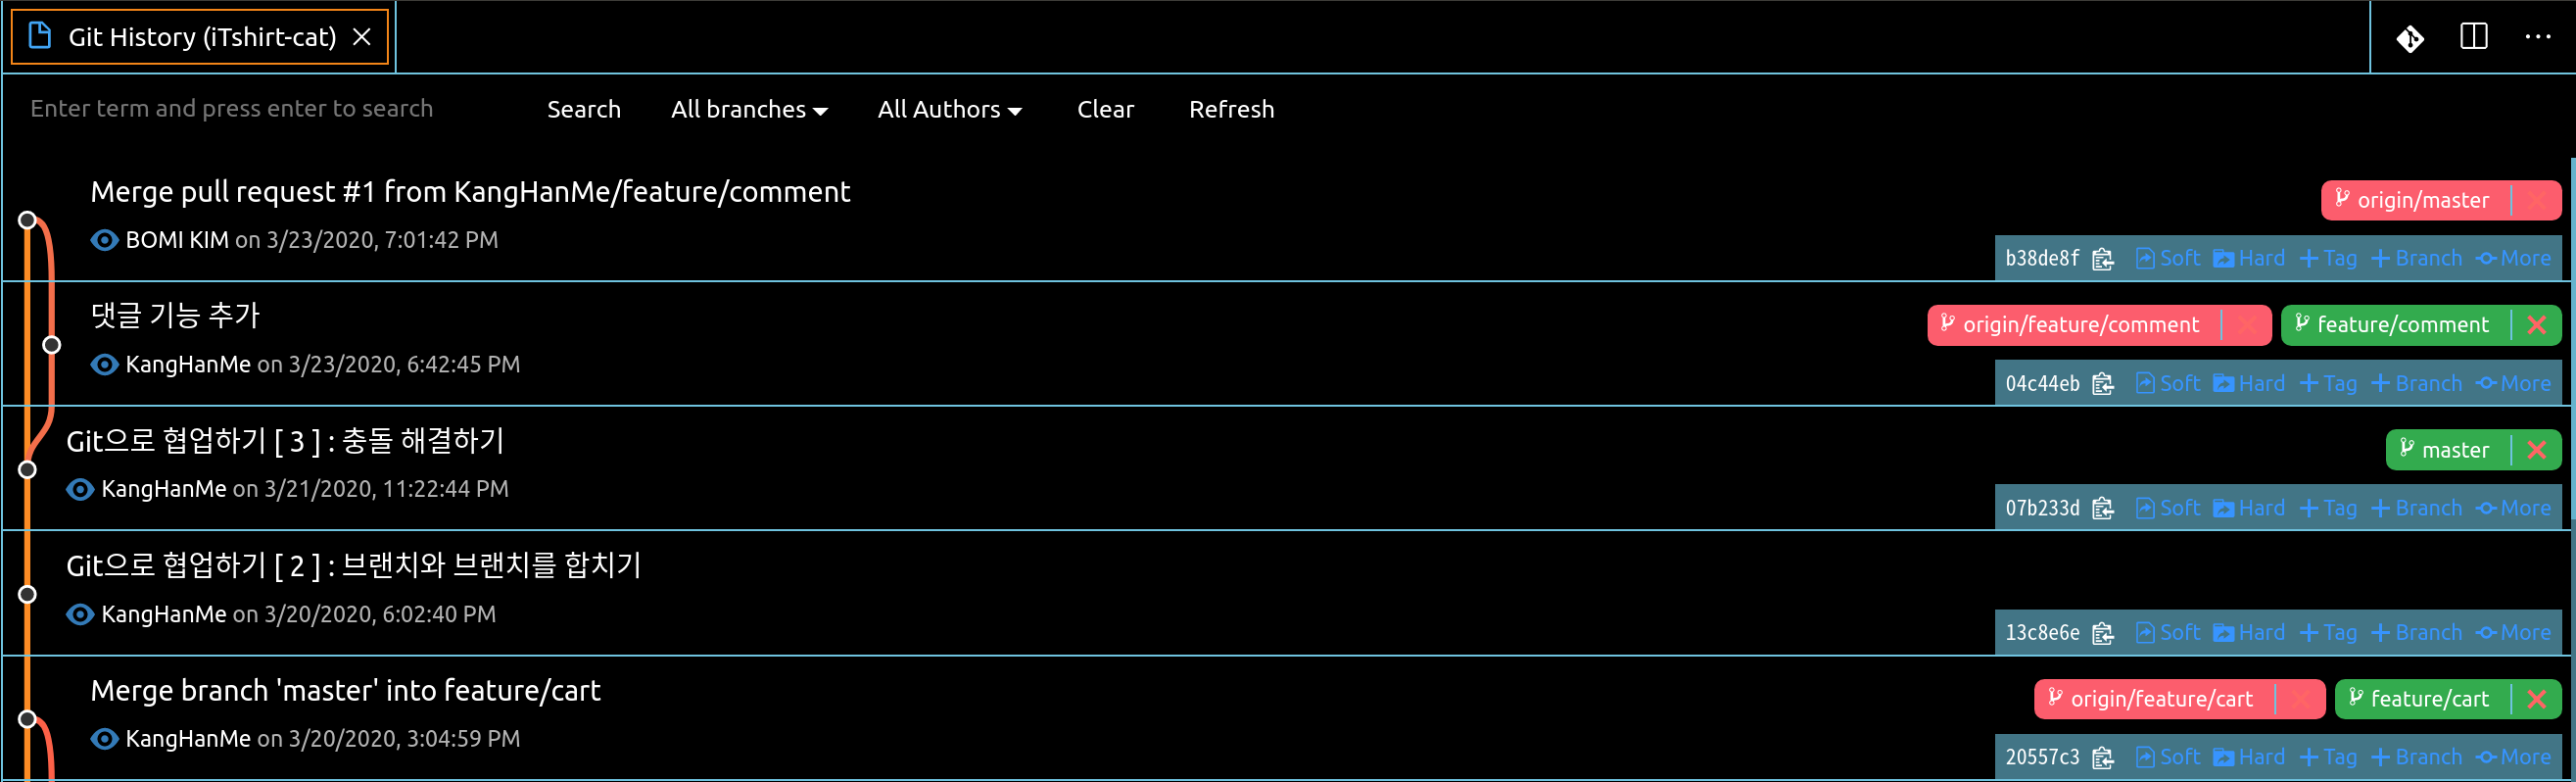 Git History (iTshirt-cat)
Enter term and press enter to search Search All branches All Authors Clear Refresh
Merge pull request #1 from KangHanMe/feature/comment
origin/master
BOMI KIM on 3/23/2020, 7:01:42 PM
b38de8f Soft Hard Tag Branch More
댓글 기능 추가
origin/feature/comment feature/comment
KangHanMe on 3/23/2020, 6:42:45 PM
04c44eb Soft Hard Tag Branch More
Git으로 협업하기 [ 3 ] : 충돌 해결하기
master
KangHanMe on 3/21/2020, 11:22:44 PM
07b233d Soft Hard Tag Branch More
Git으로 협업하기 [ 2 ] : 브랜치와 브랜치를 합치기
KangHanMe on 3/20/2020, 6:02:40 PM
13c8e6e Soft Hard Tag Branch More
Merge branch 'master' into feature/cart
origin/feature/cart feature/cart
KangHanMe on 3/20/2020, 3:04:59 PM
20557c3 Soft Hard Tag Branch More